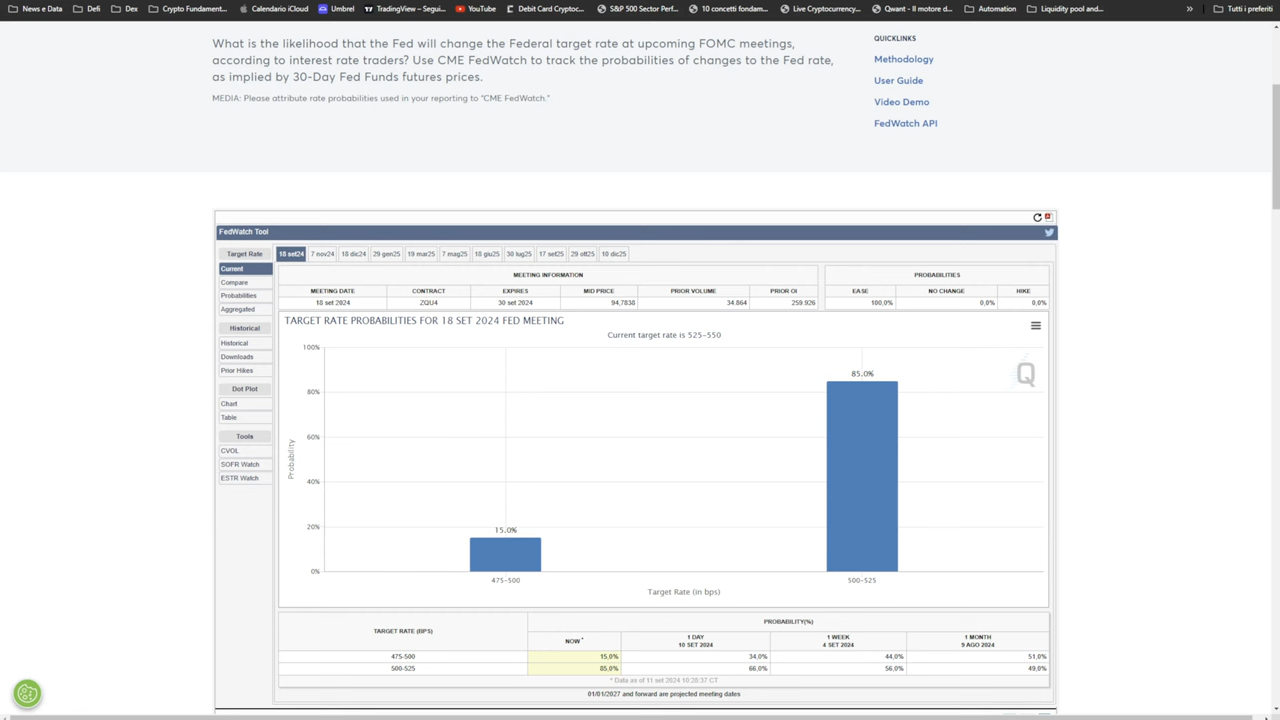 News e Data Defi Dex Crypto Fundament... Calendario iCloud Umbrel TradingView – Segui... YouTube Debit Card Cryptoc... S&P 500 Sector Perf... 10 concetti fondam... Live Cryptocurrency... Qwant - Il motore d... Automation Liquidity pool and... » Tutti i preferiti
What is the likelihood that the Fed will change the Federal target rate at upcoming FOMC meetings,
according to interest rate traders? Use CME FedWatch to track the probabilities of changes to the Fed rate,
as implied by 30-Day Fed Funds futures prices.
MEDIA: Please attribute rate probabilities used in your reporting to “CME FedWatch.”
QUICKLINKS
Methodology
User Guide
Video Demo
FedWatch API
FedWatch Tool
Target Rate
Current
Compare
Probabilities
Aggregated
Historical
Historical
Downloads
Prior Hikes
Dot Plot
Chart
Table
Tools
CVOL
SOFR Watch
ESTR Watch
18 set24 7 nov24 18 dic24 29 gen25 19 mar25 7 mag25 18 giu25 30 lug25 17 set25 29 ott25 10 dic25
MEETING INFORMATION
MEETING DATE CONTRACT EXPIRES MID PRICE PRIOR VOLUME PRIOR OI
18 set 2024 ZQU4 30 set 2024 94,7838 34.864 259.926
PROBABILITIES
EASE NO CHANGE HIKE
100,0% 0,0% 0,0%
TARGET RATE PROBABILITIES FOR 18 SET 2024 FED MEETING
Current target rate is 525–550
100%
80%
60%
40%
20%
0%
Probability
15.0%
85.0%
475–500
500–525
Target Rate (in bps)
Q
TARGET RATE (BPS) PROBABILITY(%)
NOW * 1 DAY 1 WEEK 1 MONTH
10 SET 2024 4 SET 2024 9 AGO 2024
475-500 15,0% 34,0% 44,0% 51,0%
500-525 85,0% 66,0% 56,0% 49,0%
* Data as of 11 set 2024 10:28:37 CT
01/01/2027 and forward are projected meeting dates